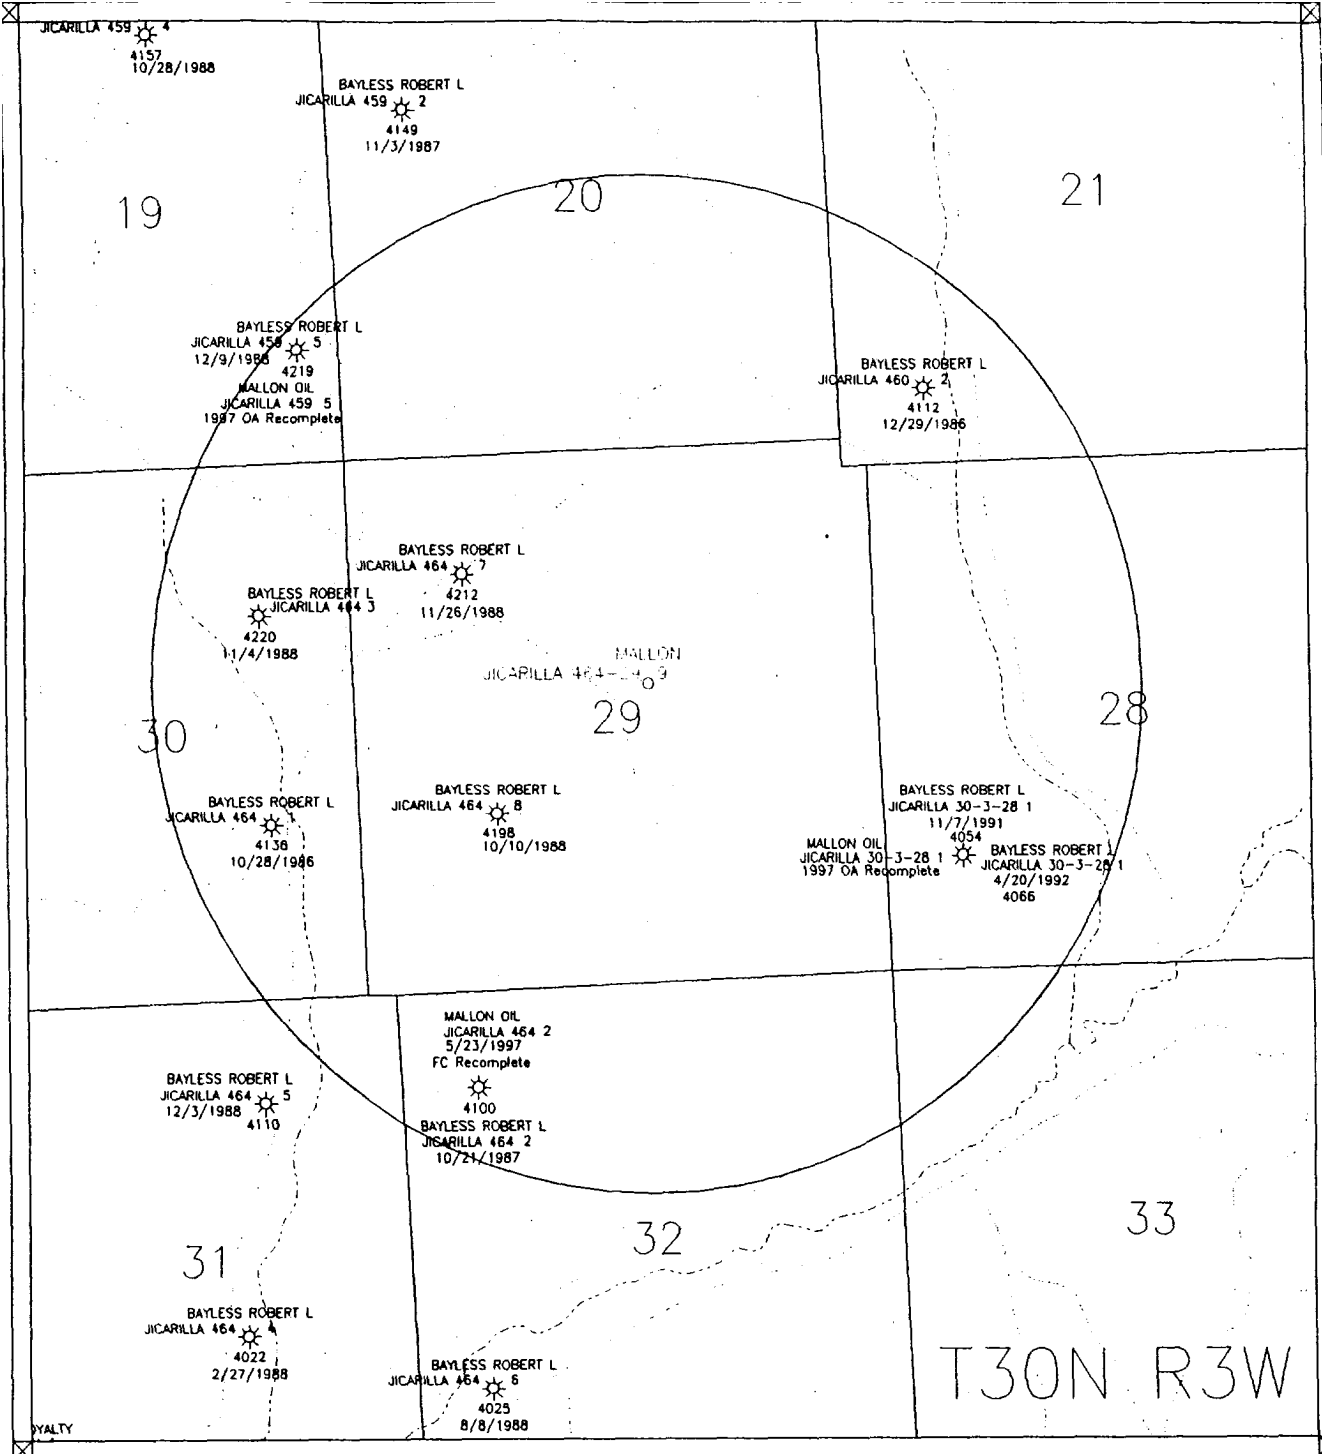 JICARILLA 459 4
4157
10/28/1988
BAYLESS ROBERT L
JICARILLA 459 2
4149
11/3/1987
19
20
21
BAYLESS ROBERT L
JICARILLA 459 5
12/9/1988
4219
MALLON OIL
JICARILLA 459 5
1997 OA Recomplete
BAYLESS ROBERT L
JICARILLA 460 2
4112
12/29/1986
BAYLESS ROBERT L
JICARILLA 464 7
4212
11/26/1988
BAYLESS ROBERT L
JICARILLA 464 3
4220
11/4/1988
MALLON
JICARILLA 464-29 9
30
29
28
BAYLESS ROBERT L
JICARILLA 464 1
4136
10/28/1986
BAYLESS ROBERT L
JICARILLA 464 8
4198
10/10/1988
BAYLESS ROBERT L
JICARILLA 30-3-28 1
11/7/1991
4054
MALLON OIL
JICARILLA 30-3-28 1
1997 OA Recomplete
BAYLESS ROBERT L
JICARILLA 30-3-28 1
4/20/1992
4066
MALLON OIL
JICARILLA 464 2
5/23/1997
FC Recomplete
4100
BAYLESS ROBERT L
JICARILLA 464 2
10/21/1987
BAYLESS ROBERT L
JICARILLA 464 5
12/3/1988
4110
31
32
33
BAYLESS ROBERT L
JICARILLA 464 4
4022
2/27/1988
BAYLESS ROBERT L
JICARILLA 464 6
4025
8/8/1988
T30N R3W
OYALTY